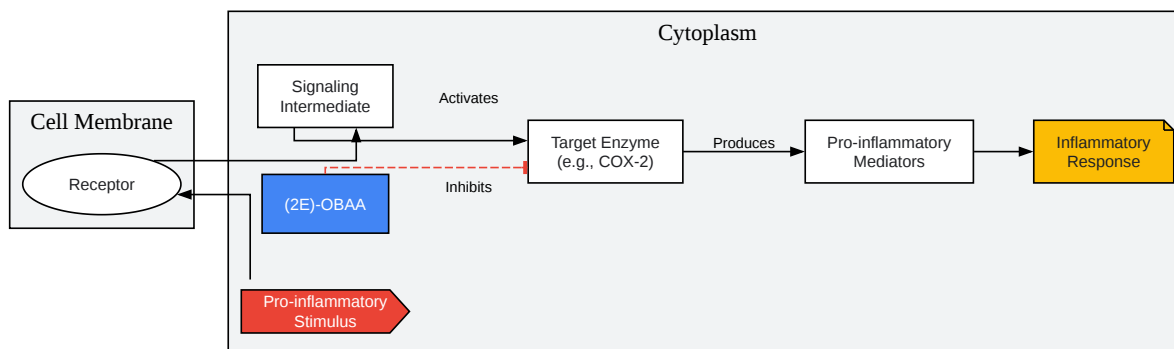 Cytoplasm
Cell Membrane
Receptor
Signaling
Intermediate
Activates
(2E)-OBAA
Inhibits
Pro-inflammatory
Stimulus
Target Enzyme
(e.g., COX-2)
Produces
Pro-inflammatory
Mediators
Inflammatory
Response